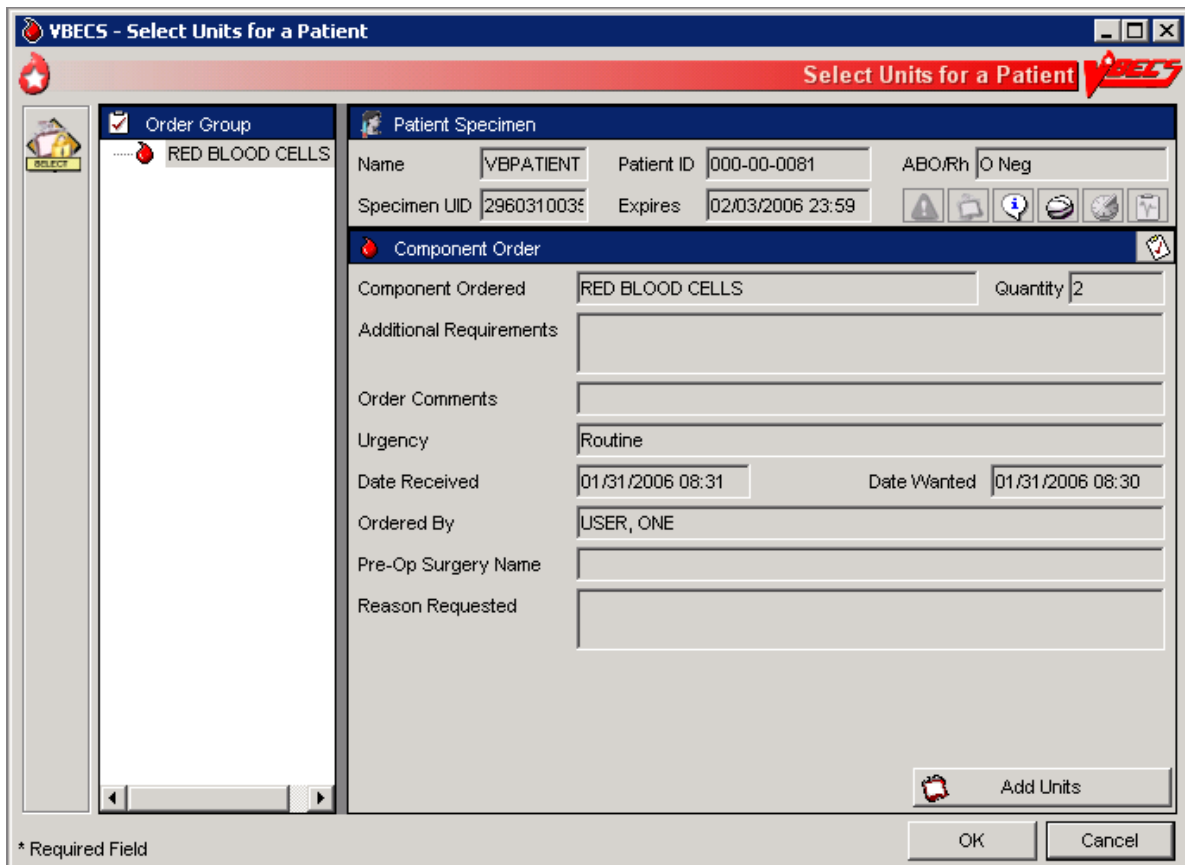 VBECS - Select Units for a Patient
Select Units for a Patient VBECS
SELECT
Order Group
RED BLOOD CELLS
Patient Specimen
Name VBPATIENT Patient ID 000-00-0081 ABO/Rh O Neg
Specimen UID 296031003 Expires 02/03/2006 23:59
Component Order
Component Ordered RED BLOOD CELLS Quantity 2
Additional Requirements
Order Comments
Urgency Routine
Date Received 01/31/2006 08:31 Date Wanted 01/31/2006 08:30
Ordered By USER, ONE
Pre-Op Surgery Name
Reason Requested
Add Units
* Required Field OK Cancel